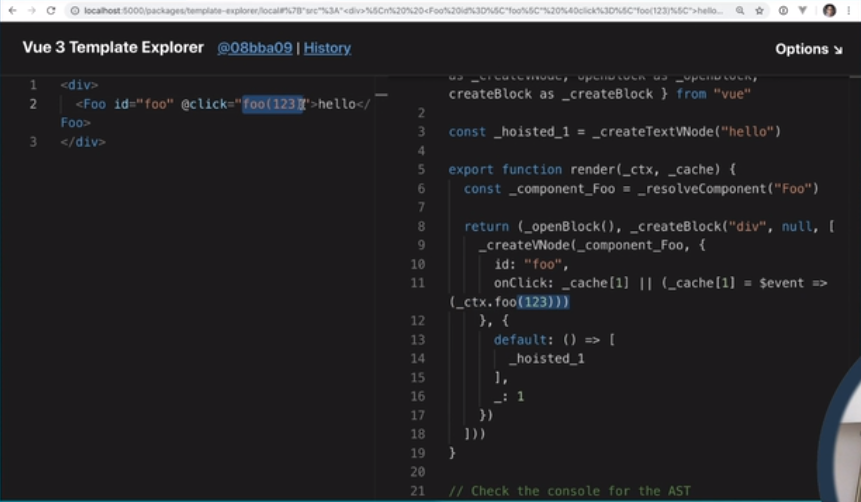 localhost:5000/packages/template-explorer/local#%7B"src"%3A"<div>%5Cn%20%20<Foo%20id%3D%5C"foo%5C"%20%40click%3D%5C"foo(123)%5C">hello...
Vue 3 Template Explorer @08bba09 | History
Options ↘
1 <div>
2 <Foo id="foo" @click="foo(123)">hello</
Foo>
3 </div>
as _createVNode, openBlock as _openBlock,
createBlock as _createBlock } from "vue"
2
3 const _hoisted_1 = _createTextVNode("hello")
4
5 export function render(_ctx, _cache) {
6 const _component_Foo = _resolveComponent("Foo")
7
8 return (_openBlock(), _createBlock("div", null, [
9 _createVNode(_component_Foo, {
10 id: "foo",
11 onClick: _cache[1] || (_cache[1] = $event =>
(_ctx.foo(123)))
12 }, {
13 default: () => [
14 _hoisted_1
15 ],
16 _: 1
17 })
18 ]))
19 }
20
21 // Check the console for the AST